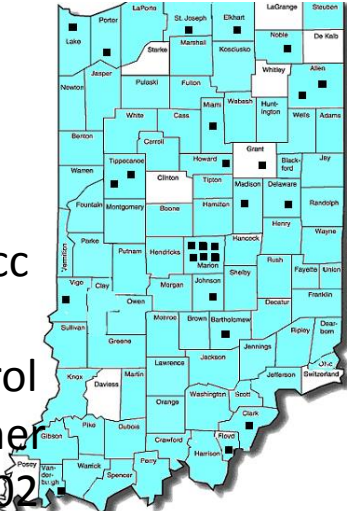 LaPorte
LaGrange Steuben
St. Joseph Elkhart
Lake Porter
Noble De Kalb
Starke Marshall Kosciusko
Whitley Allen
Jasper
Newton Pulaski Fulton
Miami Wabash Hunt-
ington
Wells Adams
White Cass
Benton Carroll
Howard Grant Black-
ford
Jay
Warren Tippecanoe
Clinton Tipton
Madison Delaware
Fountain Montgomery Boone Hamilton Randolph
Henry
Vermilion Parke Putnam Hendricks Marion Hancock Wayne
Rush Fayette Union
cc
Vigo Clay Morgan Johnson Shelby
Owen Decatur Franklin
Sullivan Monroe Brown Bartholomew
Greene Ripley Dear-
born
Jackson Jennings
Lawrence Ohio
rol
Knox Daviess Martin Jefferson Switzerland
Washington Scott
Orange
ner
Gibson Pike Dubois Clark
Crawford Floyd
Harrison
Posey Van-
derburgh
Warrick Spencer Perry
02